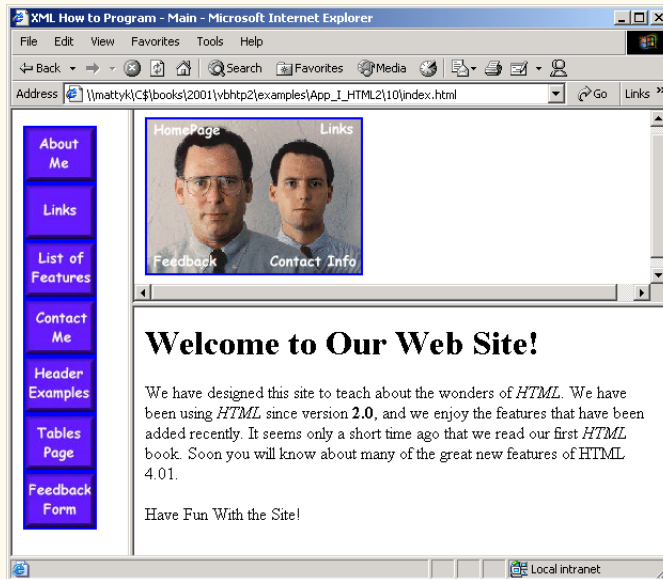 XML How to Program - Main - Microsoft Internet Explorer
File Edit View Favorites Tools Help
Back Search Favorites Media
Address \\mattyk\C$\books\2001\vbhtp2\examples\App_I_HTML2\10\index.html Go Links »
About
Me
Links
List of
Features
Contact
Me
Header
Examples
Tables
Page
Feedback
Form
HomePage Links
Feedback Contact Info
Welcome to Our Web Site!
We have designed this site to teach about the wonders of HTML. We have
been using HTML since version 2.0, and we enjoy the features that have been
added recently. It seems only a short time ago that we read our first HTML
book. Soon you will know about many of the great new features of HTML
4.01.
Have Fun With the Site!
Local intranet